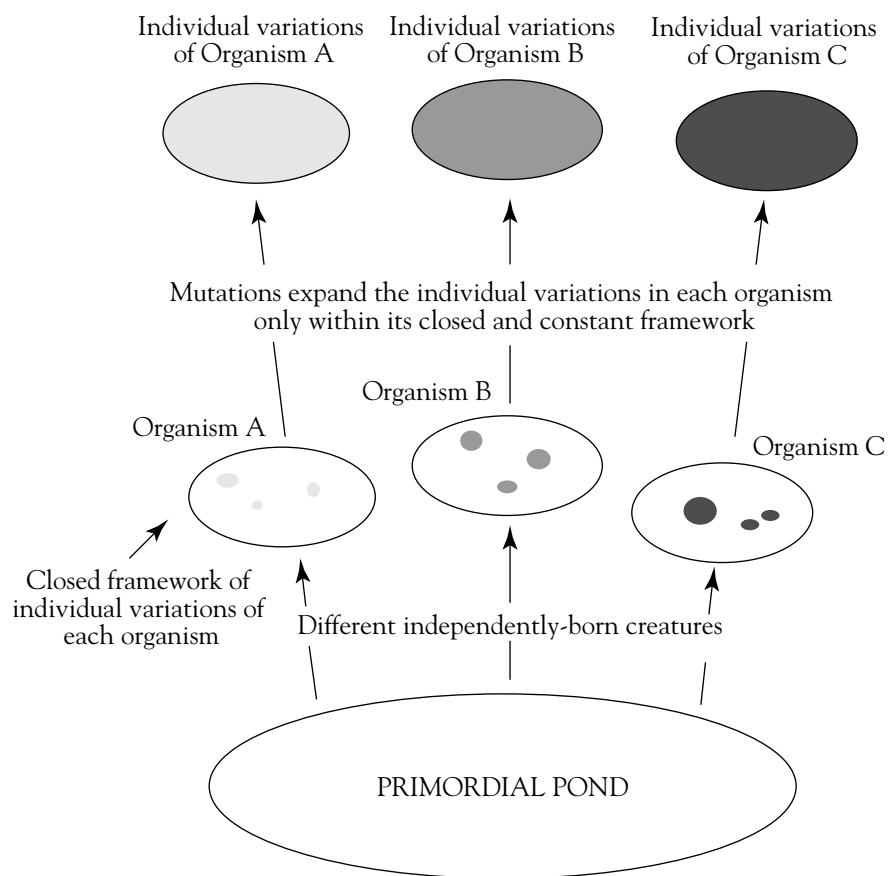 Individual variations
of Organism A
Individual variations
of Organism B
Individual variations
of Organism C
Mutations expand the individual variations in each organism
only within its closed and constant framework
Organism A
Organism B
Organism C
Closed framework of
individual variations of
each organism
Different independently-born creatures
PRIMORDIAL POND